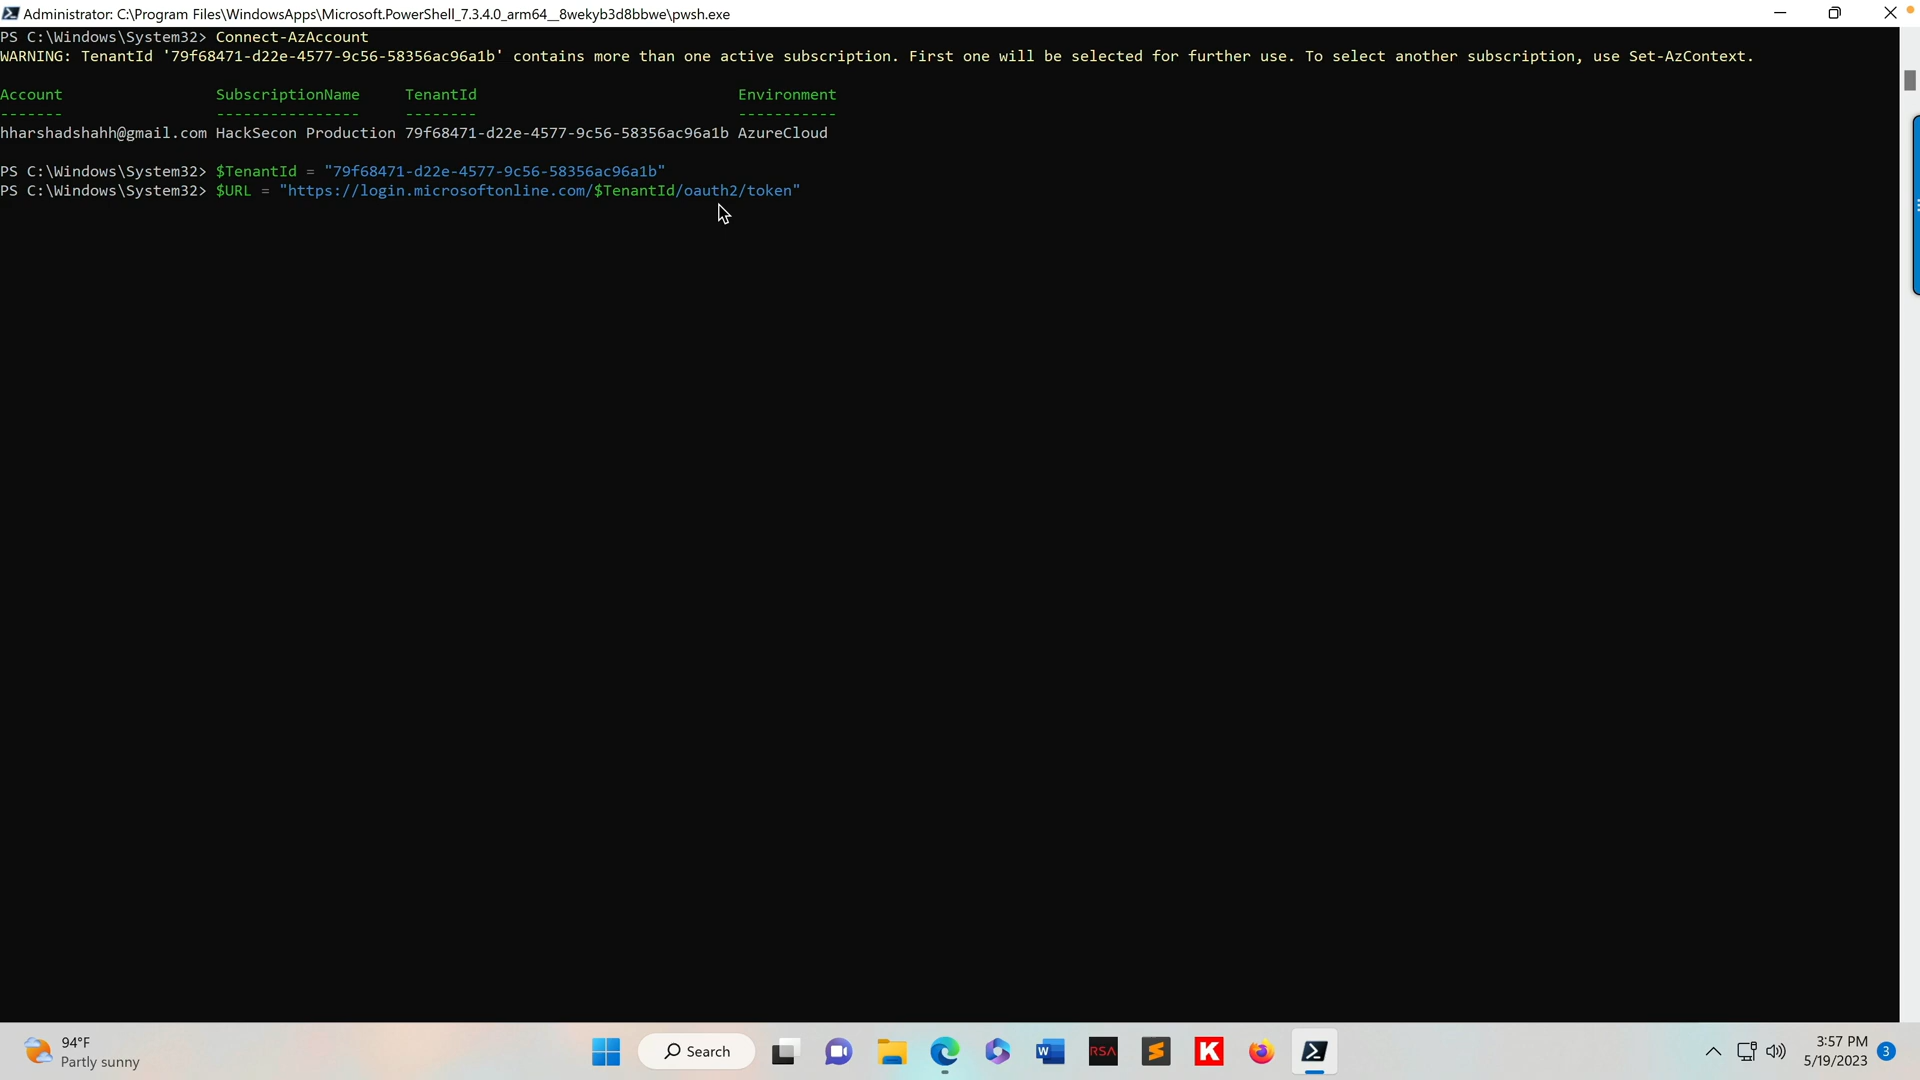 Administrator: C:\Program Files\WindowsApps\Microsoft.PowerShell_7.3.4.0_arm64__8wekyb3d8bbwe\pwsh.exe
PS C:\Windows\System32> Connect-AzAccount
WARNING: TenantId '79f68471-d22e-4577-9c56-58356ac96a1b' contains more than one active subscription. First one will be selected for further use. To select another subscription, use Set-AzContext.
Account SubscriptionName TenantId Environment
------- ---------------- -------- -----------
hharshadshahh@gmail.com HackSecon Production 79f68471-d22e-4577-9c56-58356ac96a1b AzureCloud
PS C:\Windows\System32> $TenantId = "79f68471-d22e-4577-9c56-58356ac96a1b"
PS C:\Windows\System32> $URL = "https://login.microsoftonline.com/$TenantId/oauth2/token"
94°F
Partly sunny
Search
W
RSA
K
3:57 PM
5/19/2023
3